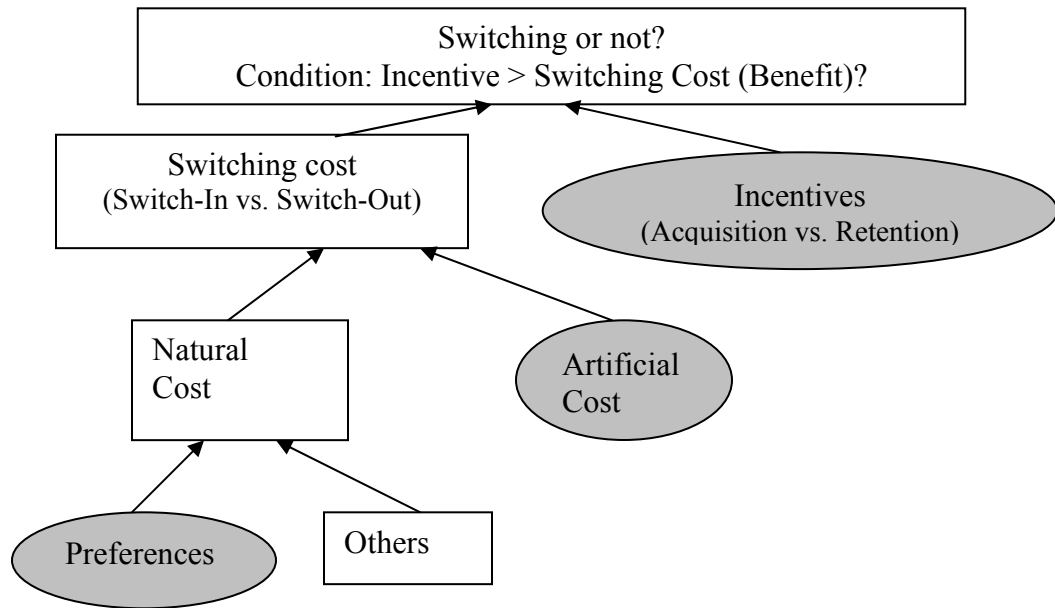 Switching or not?
Condition: Incentive > Switching Cost (Benefit)?
Switching cost
(Switch-In vs. Switch-Out)
Incentives
(Acquisition vs. Retention)
Natural
Cost
Artificial
Cost
Preferences
Others